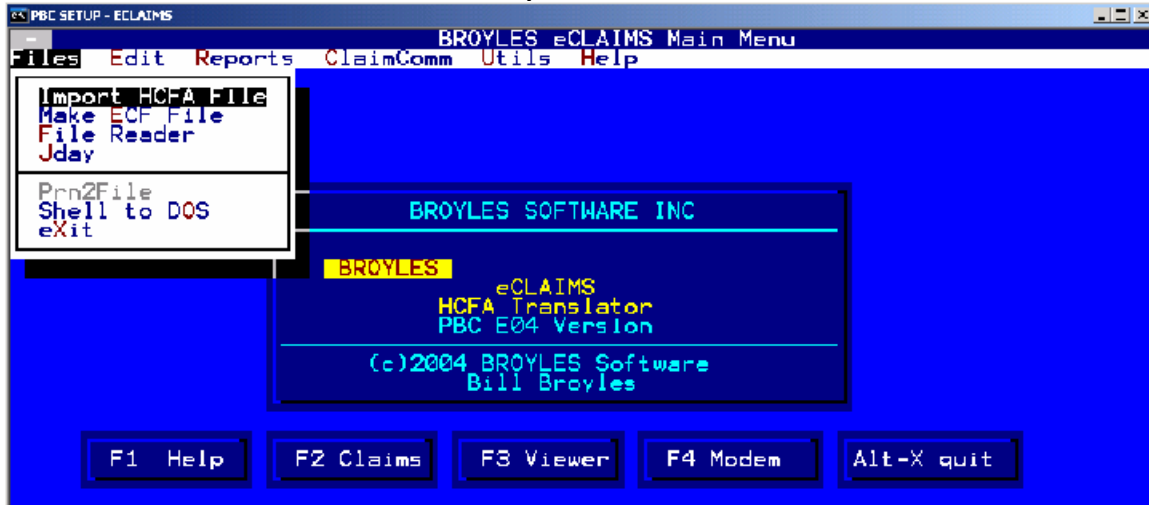 PBC SETUP - ECLAIMS
BROYLES eCLAIMS Main Menu
Files Edit Reports ClaimComm Utils Help
Import HCFA FIle
Make ECF File
File Reader
Jday
Prn2File
Shell to DOS
eXit
BROYLES SOFTWARE INC
BROYLES
eCLAIMS
HCFA Translator
PBC E04 Version
(c)2004 BROYLES Software
Bill Broyles
F1 Help F2 Claims F3 Viewer F4 Modem Alt-X quit